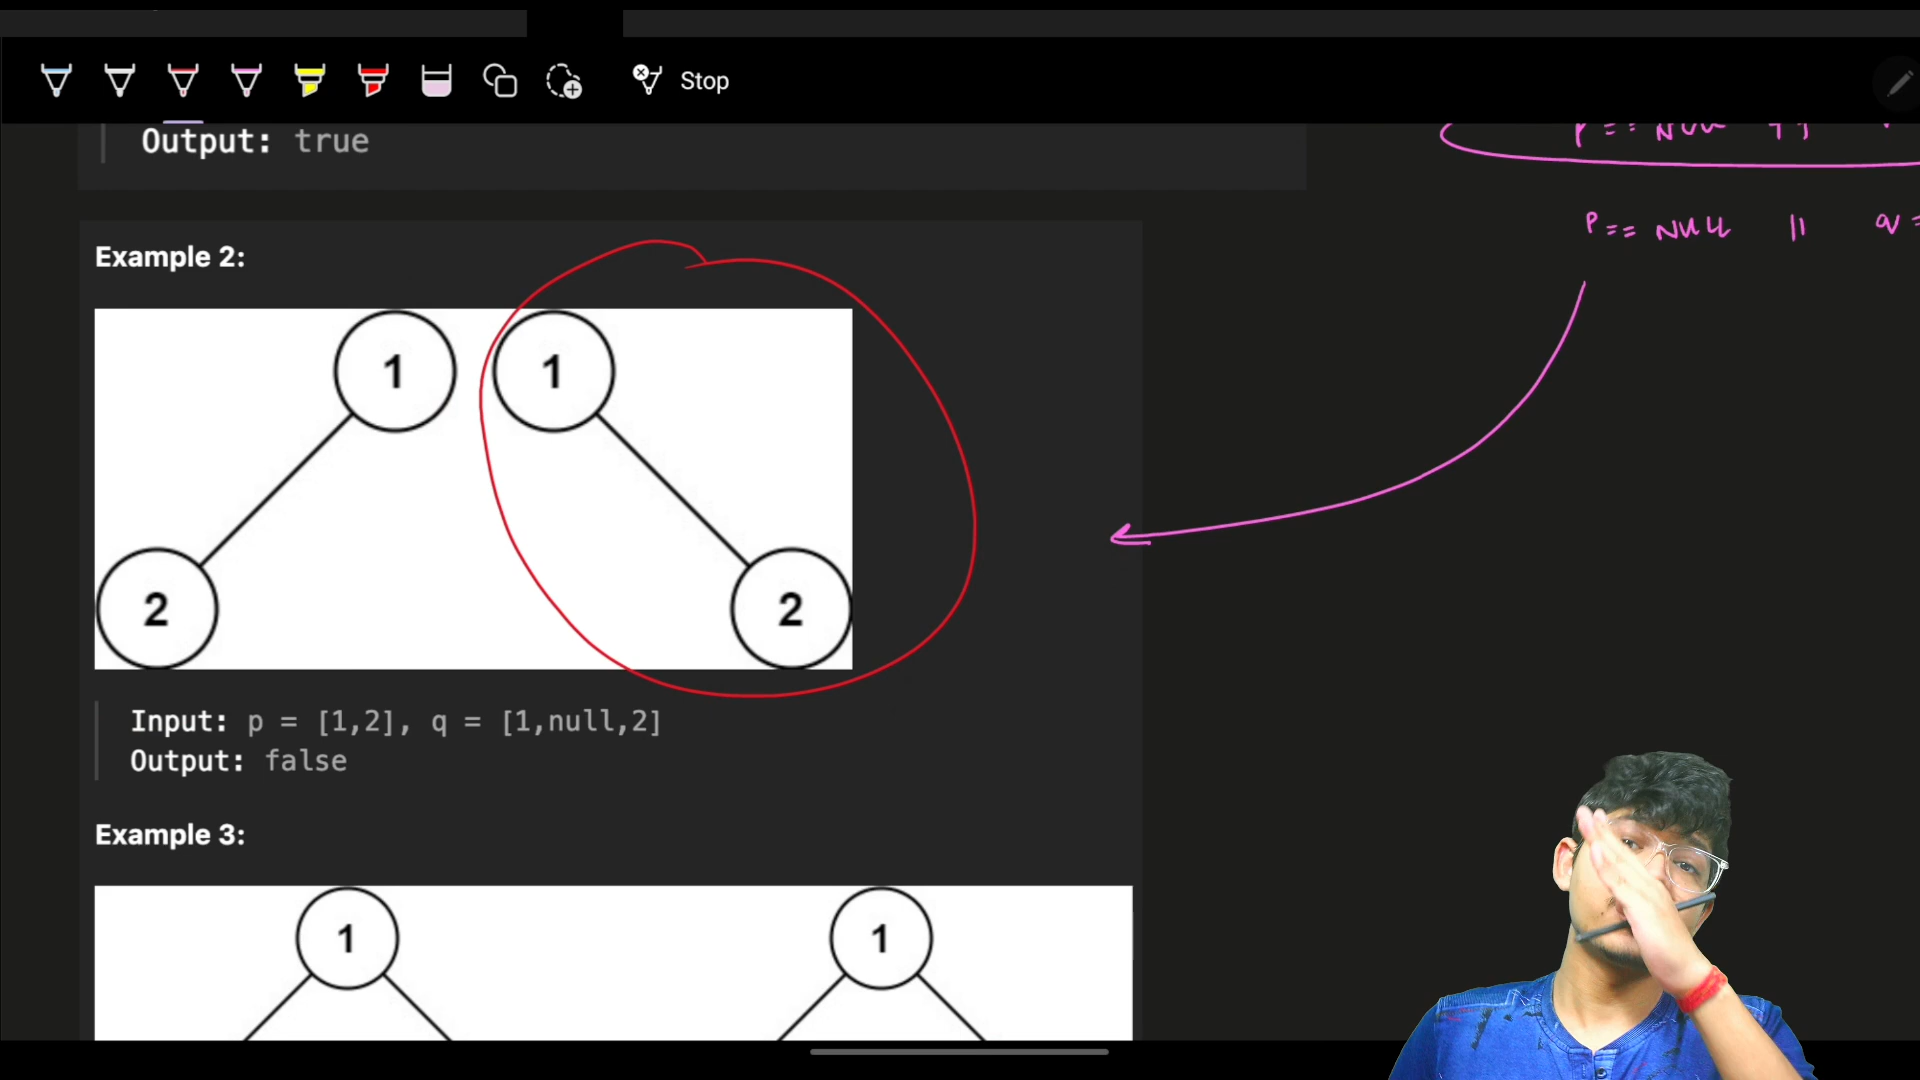 Stop
Output: true
P == NULL || q =
Example 2:
1 1
2 2
Input: p = [1,2], q = [1,null,2]
Output: false
Example 3:
1 1